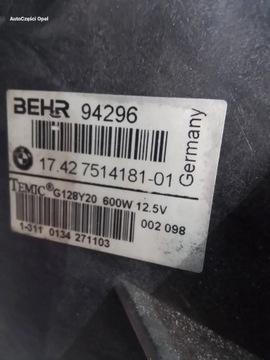 AutoCzęści Opel
BEHR 94296
17.42 7514181-01
Germany
TEMIC® G128Y20 600W 12.5V
002 098
1-311 0134 271103